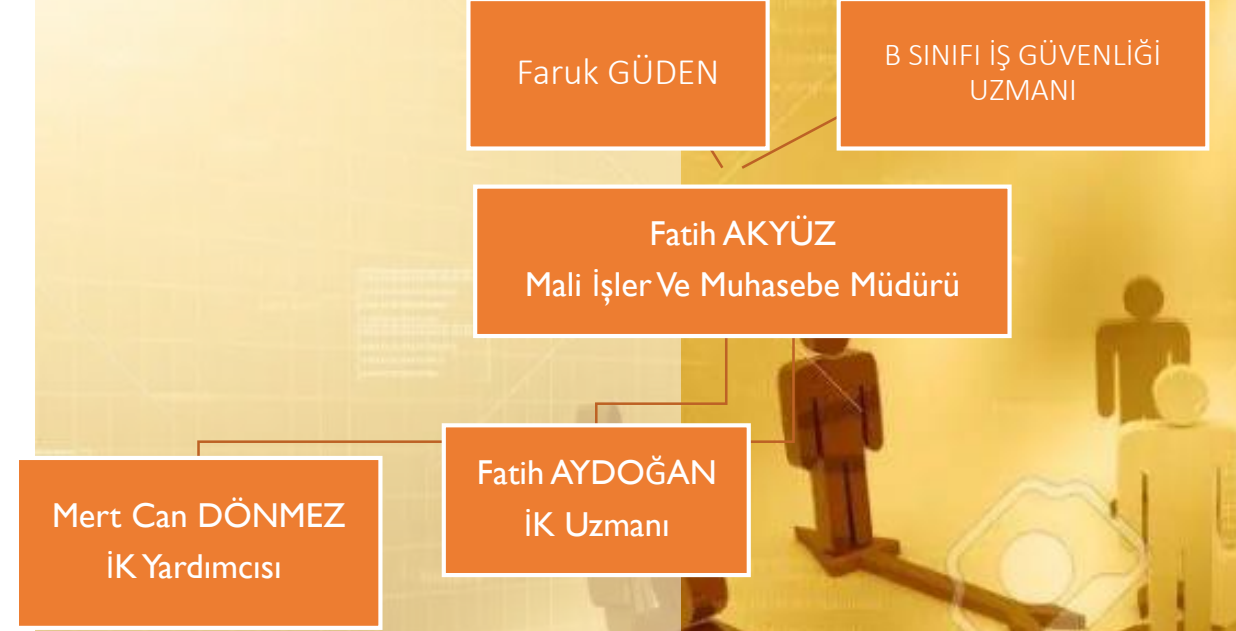 Faruk GÜDEN
B SINIFI İŞ GÜVENLİĞİ
UZMANI
Fatih AKYÜZ
Mali İşler Ve Muhasebe Müdürü
Fatih AYDOĞAN
İK Uzmanı
Mert Can DÖNMEZ
İK Yardımcısı